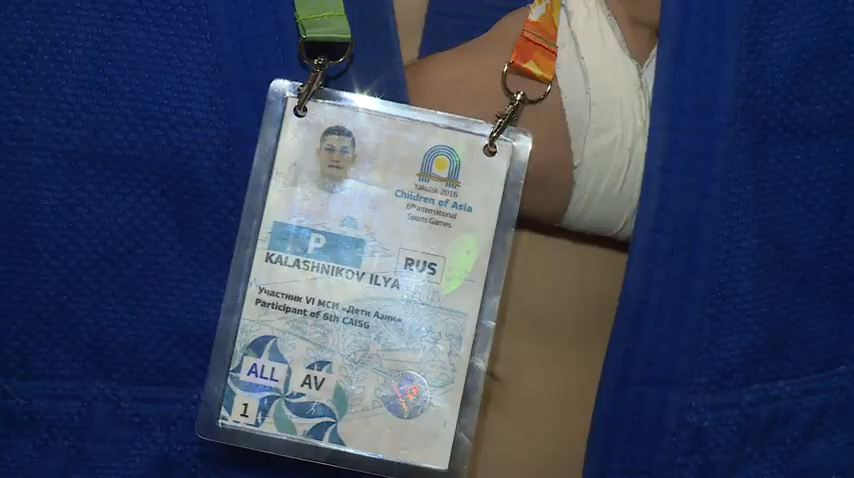 Yakutsk 2016
Children of Asia
6th International
Sports Games
P
KALASHNIKOV ILYA
RUS
Участник VI МСИ «Дети Азии»
Participant of 6th CAISG
ALL
AV
1